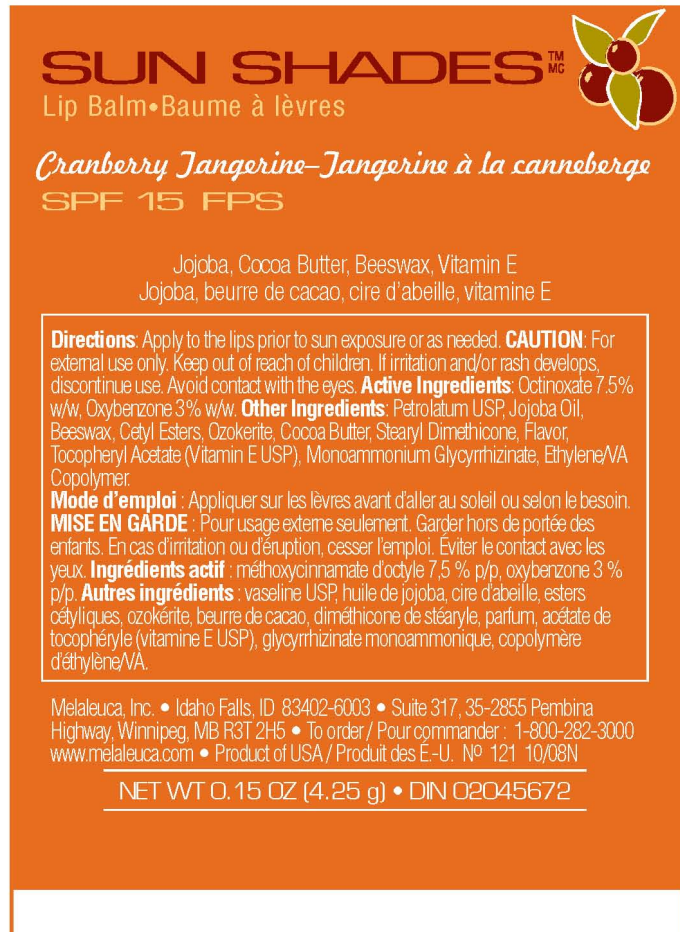 SUN SHADES™ MC
Lip Balm•Baume à lèvres
Cranberry Tangerine–Tangerine à la canneberge
SPF 15 FPS
Jojoba, Cocoa Butter, Beeswax, Vitamin E
Jojoba, beurre de cacao, cire d'abeille, vitamine E
Directions: Apply to the lips prior to sun exposure or as needed. CAUTION: For
external use only. Keep out of reach of children. If irritation and/or rash develops,
discontinue use. Avoid contact with the eyes. Active Ingredients: Octinoxate 7.5%
w/w, Oxybenzone 3% w/w. Other Ingredients: Petrolatum USP, Jojoba Oil,
Beeswax, Cetyl Esters, Ozokerite, Cocoa Butter, Stearyl Dimethicone, Flavor,
Tocopheryl Acetate (Vitamin E USP), Monoammonium Glycyrrhizinate, Ethylene/VA
Copolymer.
Mode d'emploi : Appliquer sur les lèvres avant d'aller au soleil ou selon le besoin.
MISE EN GARDE : Pour usage externe seulement. Garder hors de portée des
enfants. En cas d'irritation ou d'éruption, cesser l'emploi. Éviter le contact avec les
yeux. Ingrédients actif : méthoxycinnamate d'octyle 7,5 % p/p, oxybenzone 3 %
p/p. Autres ingrédients : vaseline USP, huile de jojoba, cire d'abeille, esters
cétyliques, ozokérite, beurre de cacao, diméthicone de stéaryle, parfum, acétate de
tocophéryle (vitamine E USP), glycyrrhizinate monoammonique, copolymère
d'éthylène/VA.
Melaleuca, Inc. • Idaho Falls, ID 83402-6003 • Suite 317, 35-2855 Pembina
Highway, Winnipeg, MB R3T 2H5 • To order / Pour commander : 1-800-282-3000
www.melaleuca.com • Product of USA / Produit des É.-U. Nº 121 10/08N
NET WT 0.15 OZ (4.25 g) • DIN 02045672